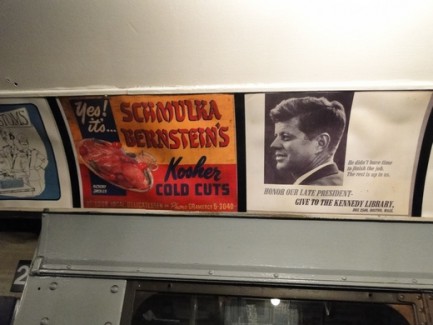 Yes!
it's...
SCHMULKA
BERNSTEIN'S
Kosher
COLD CUTS
He didn't have time
to finish the job.
The rest is up to us.
HONOR OUR LATE PRESIDENT-
GIVE TO THE KENNEDY LIBRARY,
2